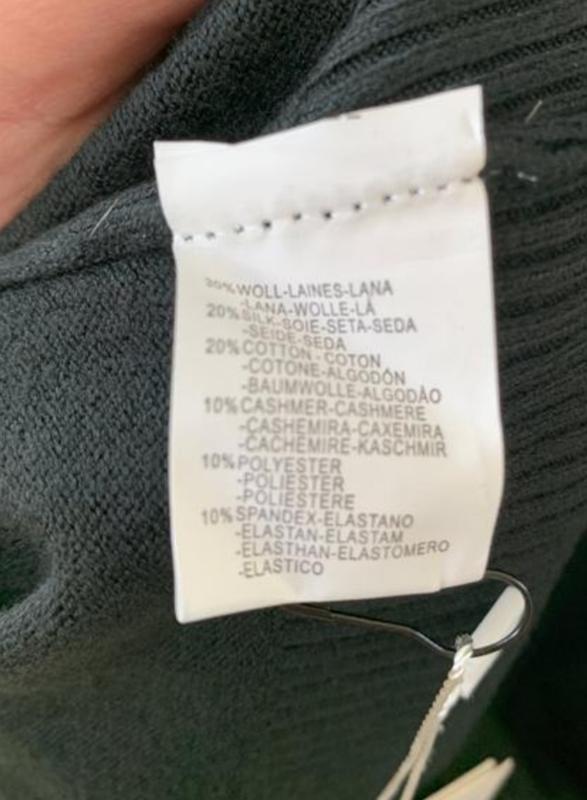 30%WOLL-LAINES-LANA
-LANA-WOLLE-LÃ
20%SILK-SOIE-SETA-SEDA
-SEIDE-SEDA
20%COTTON-COTON
-COTONE-ALGODÓN
-BAUMWOLLE-ALGODÃO
10%CASHMER-CASHMERE
-CASHEMIRA-CAXEMIRA
-CACHEMIRE-KASCHMIR
10%POLYESTER
-POLIESTER
-POLIESTERE
10%SPANDEX-ELASTANO
-ELASTAN-ELASTAM
-ELASTHAN-ELASTOMERO
-ELASTICO